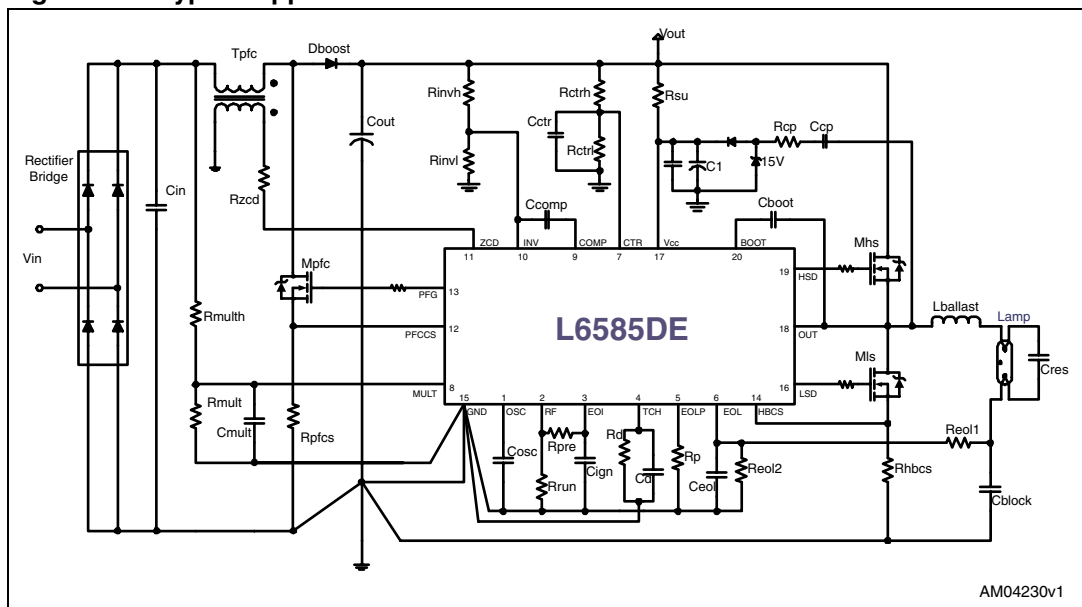 Vout
Tpfc
Dboost
Rinvh
Rctrh
Rsu
Cout
Cctr
Rctrl
Rcp
Ccp
Rinvl
C1
15V
Rectifier
Bridge
Cin
Rzcd
Ccomp
Cboot
Vin
ZCD
INV
COMP
CTR
Vcc
BOOT
11
10
9
7
17
20
Mhs
Mpfc
19
HSD
13
PFG
Rmulth
L6585DE
Lballast
Lamp
12
PFCCS
18
OUT
Cres
Mls
8
MULT
16
LSD
15
1
2
3
4
5
6
14
GND
OSC
RF
EOI
TCH
EOLP
EOL
HBCS
Rmult
Cmult
Rpfcs
Cosc
Rpre
Rrun
Cign
Rd
Cd
Rp
Ceol
Reol2
Reol1
Rhbcs
Cblock
AM04230v1